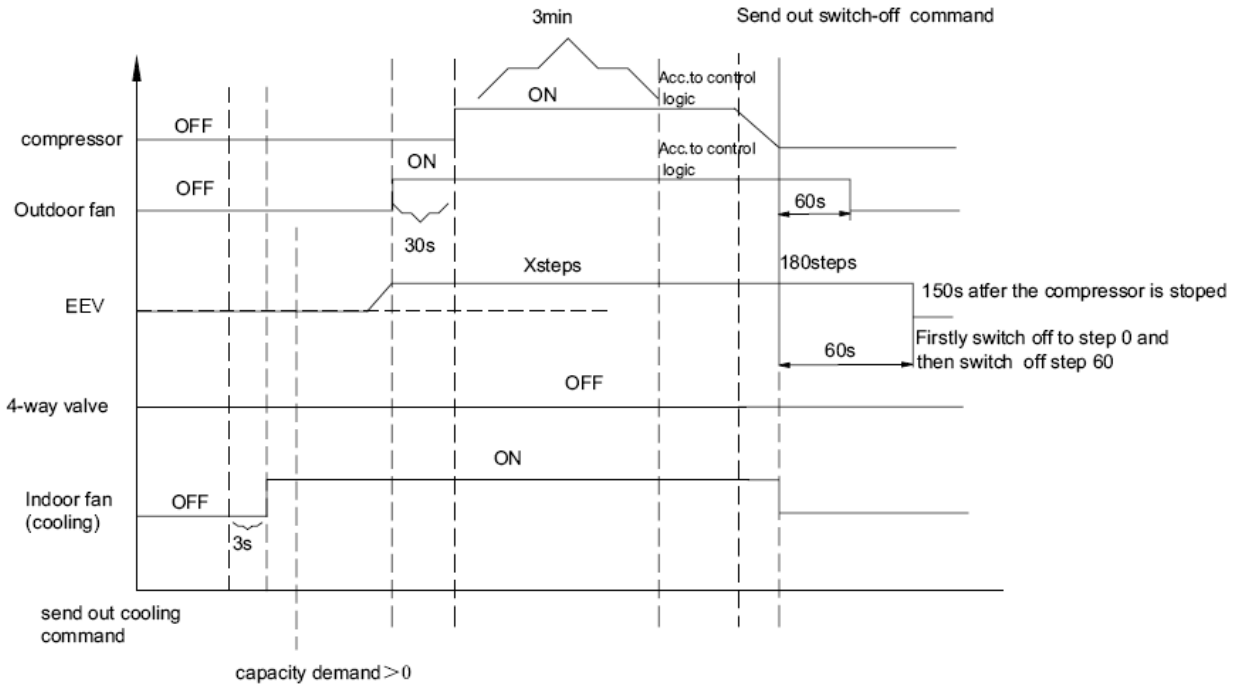 3min
Send out switch-off command
Acc.to control
logic
ON
OFF
compressor
Acc.to control
logic
ON
OFF
Outdoor fan
60s
30s
Xsteps
180steps
EEV
150s atfer the compressor is stoped
Firstly switch off to step 0 and
then switch off step 60
60s
OFF
4-way valve
ON
Indoor fan
(cooling)
OFF
3s
send out cooling
command
capacity demand＞0